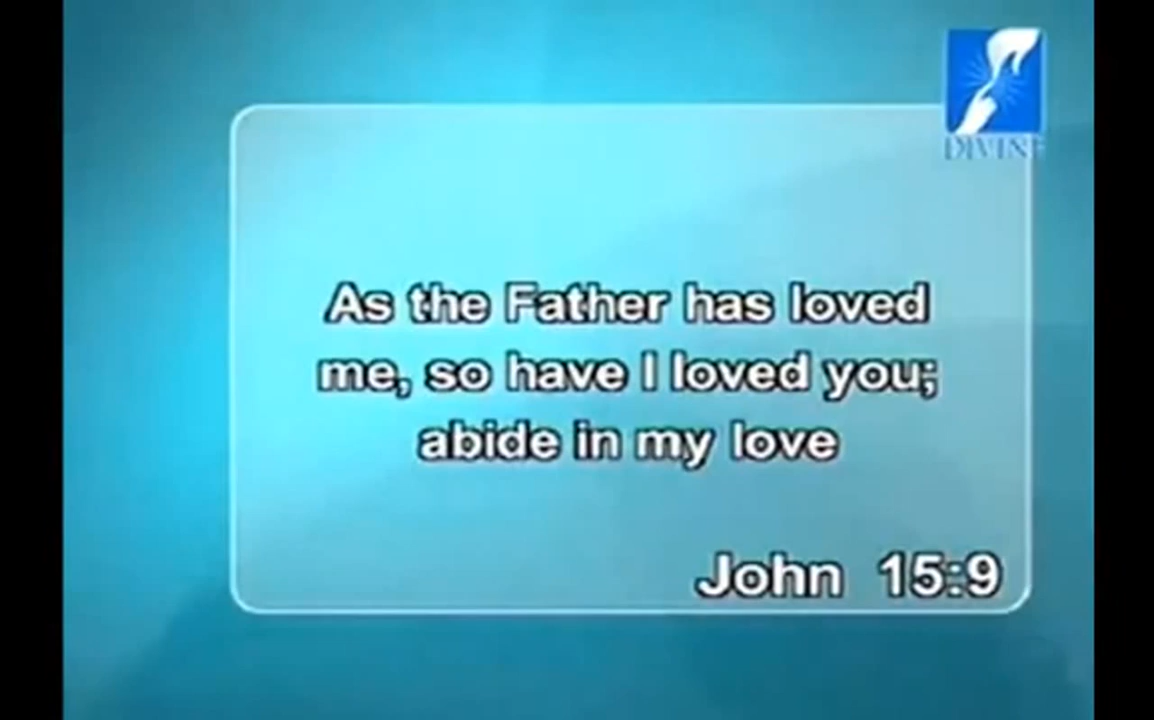 DIVINE
As the Father has loved
me, so have I loved you;
abide in my love
John 15:9